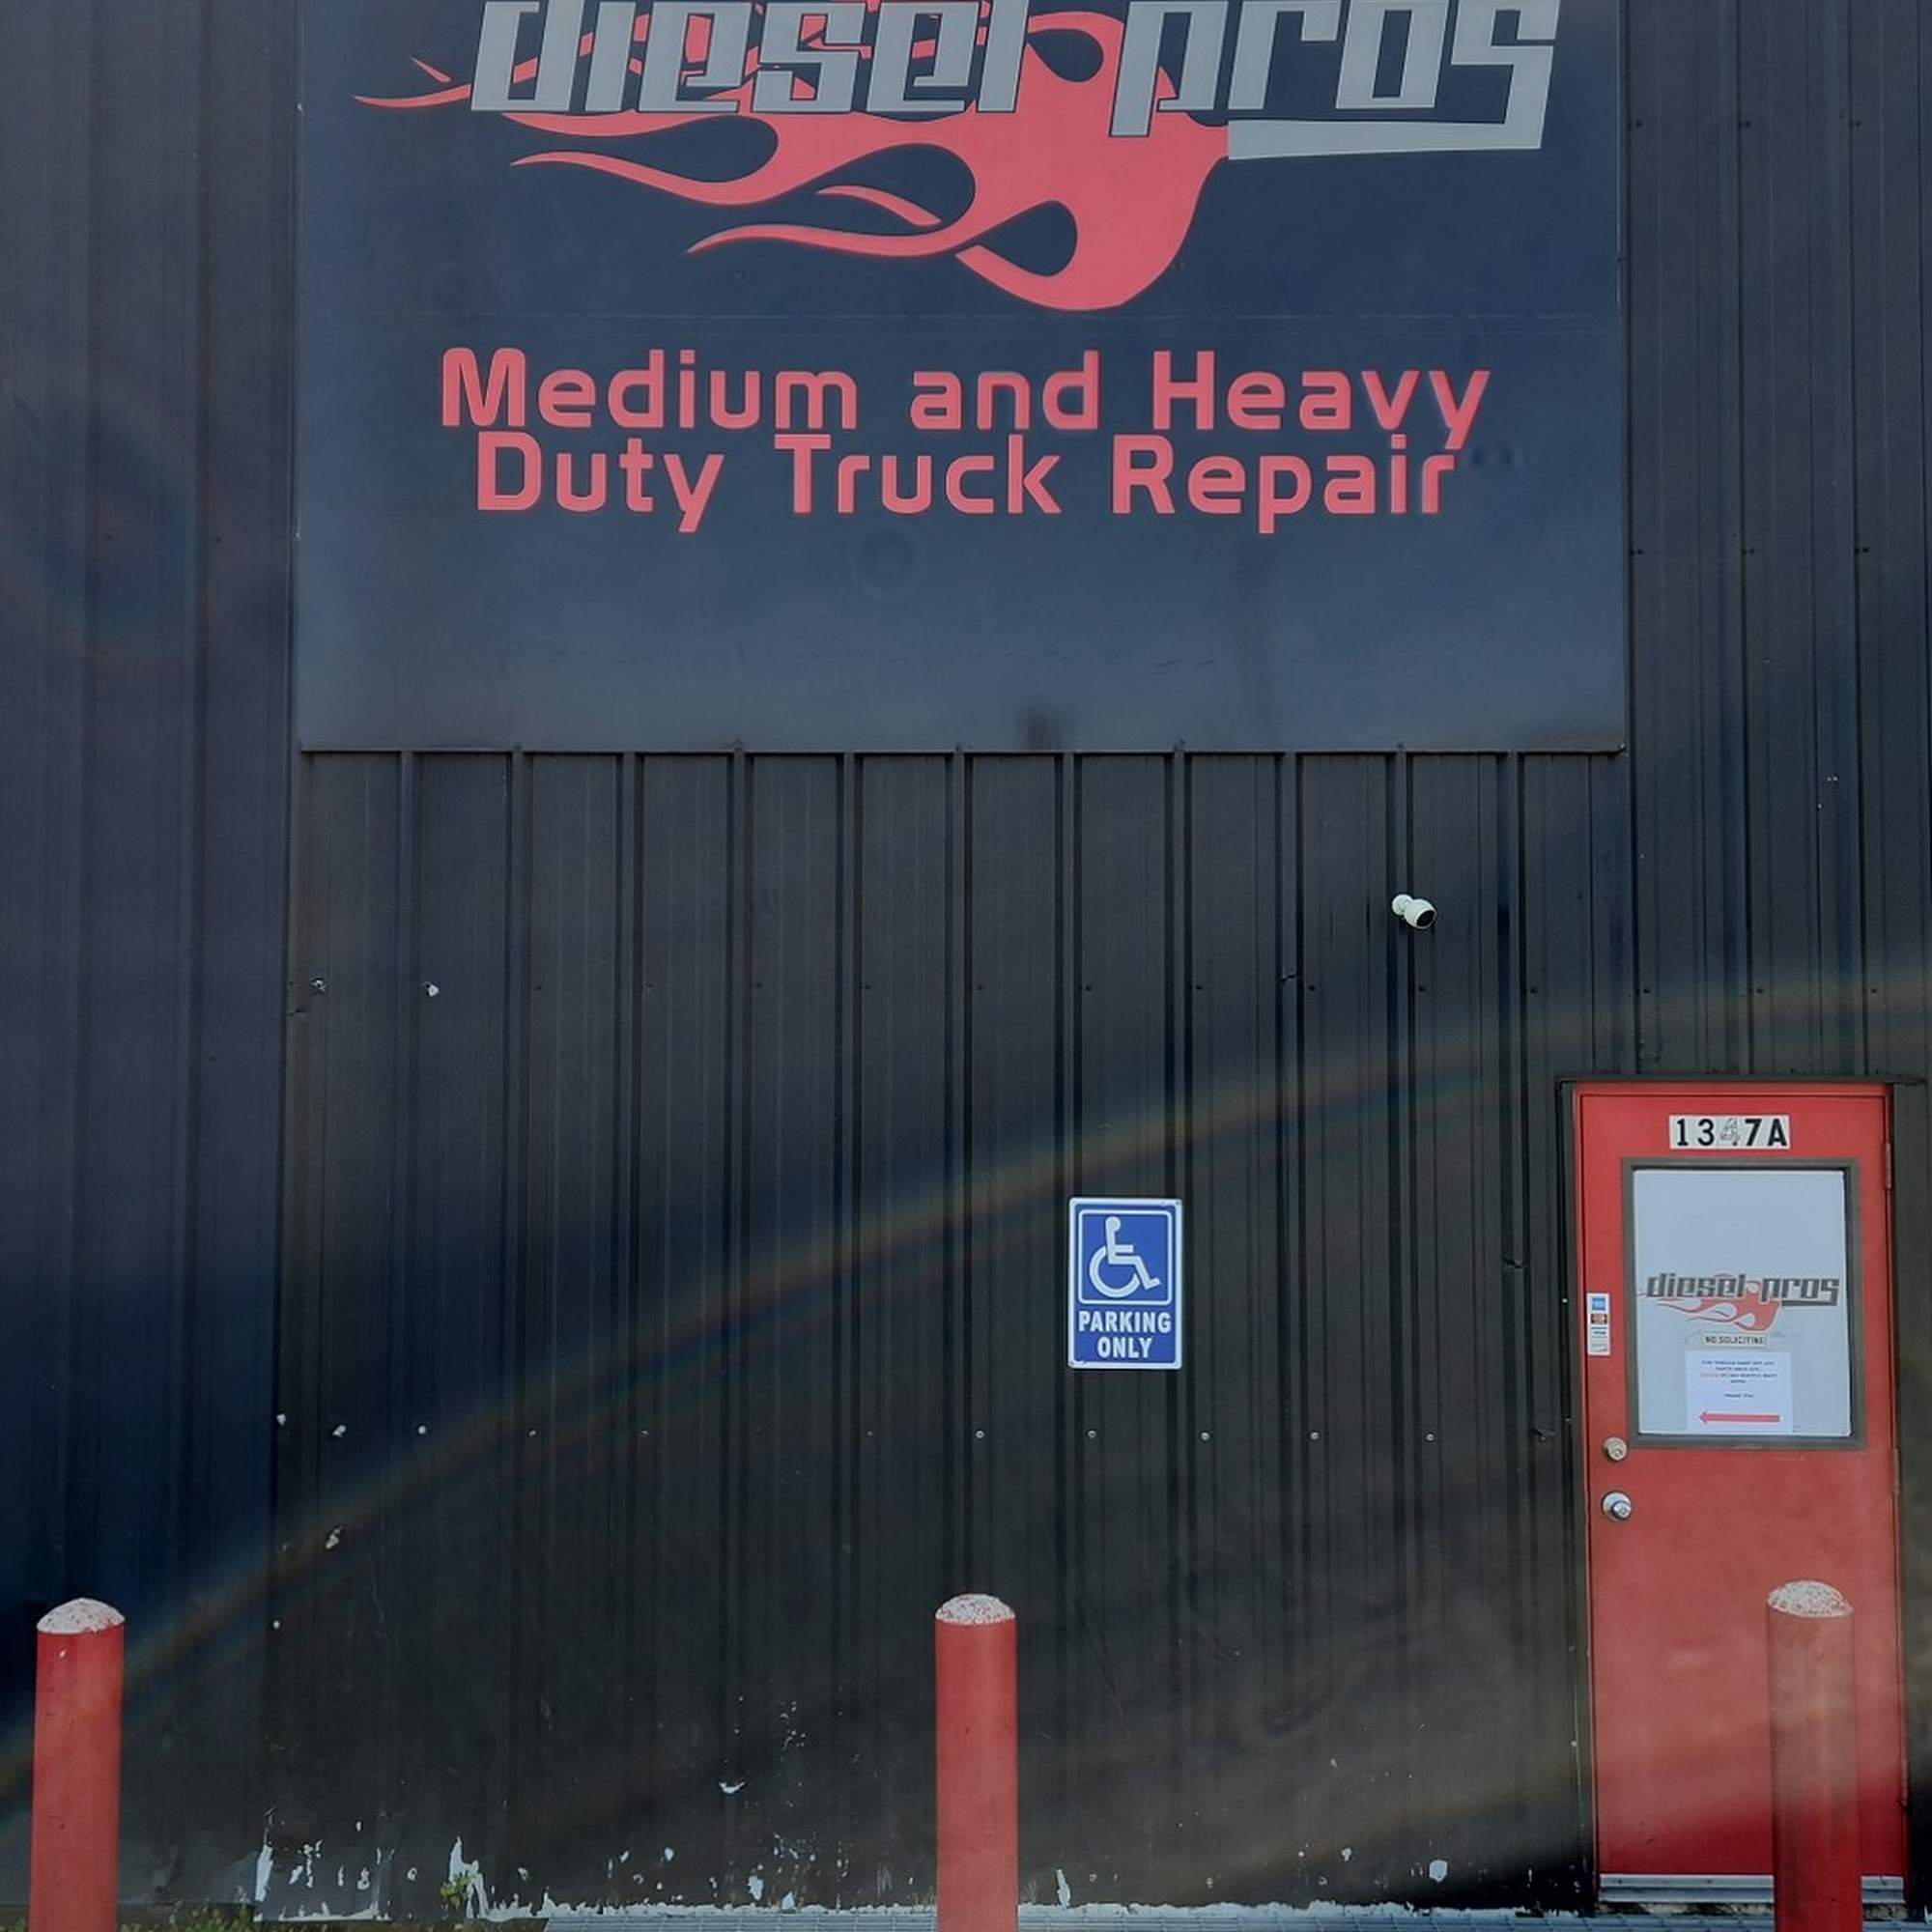 diesel pros
Medium and Heavy
Duty Truck Repair
1347A
PARKING
ONLY
diesel pros
NO SOLICITING